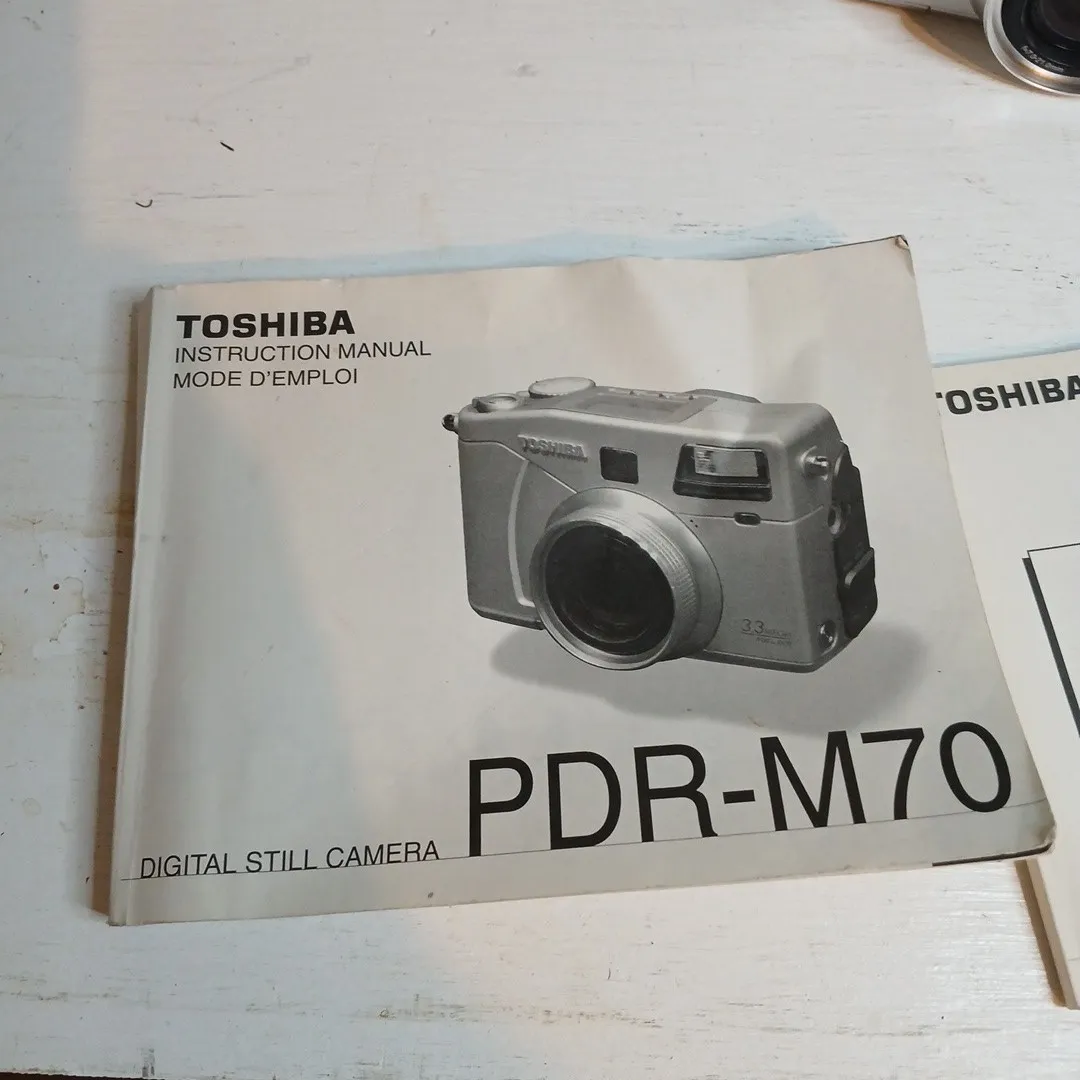 TOSHIBA
INSTRUCTION MANUAL
MODE D'EMPLOI
TOSHIBA
3.3
PDR-M70
DIGITAL STILL CAMERA
TOSHIBA